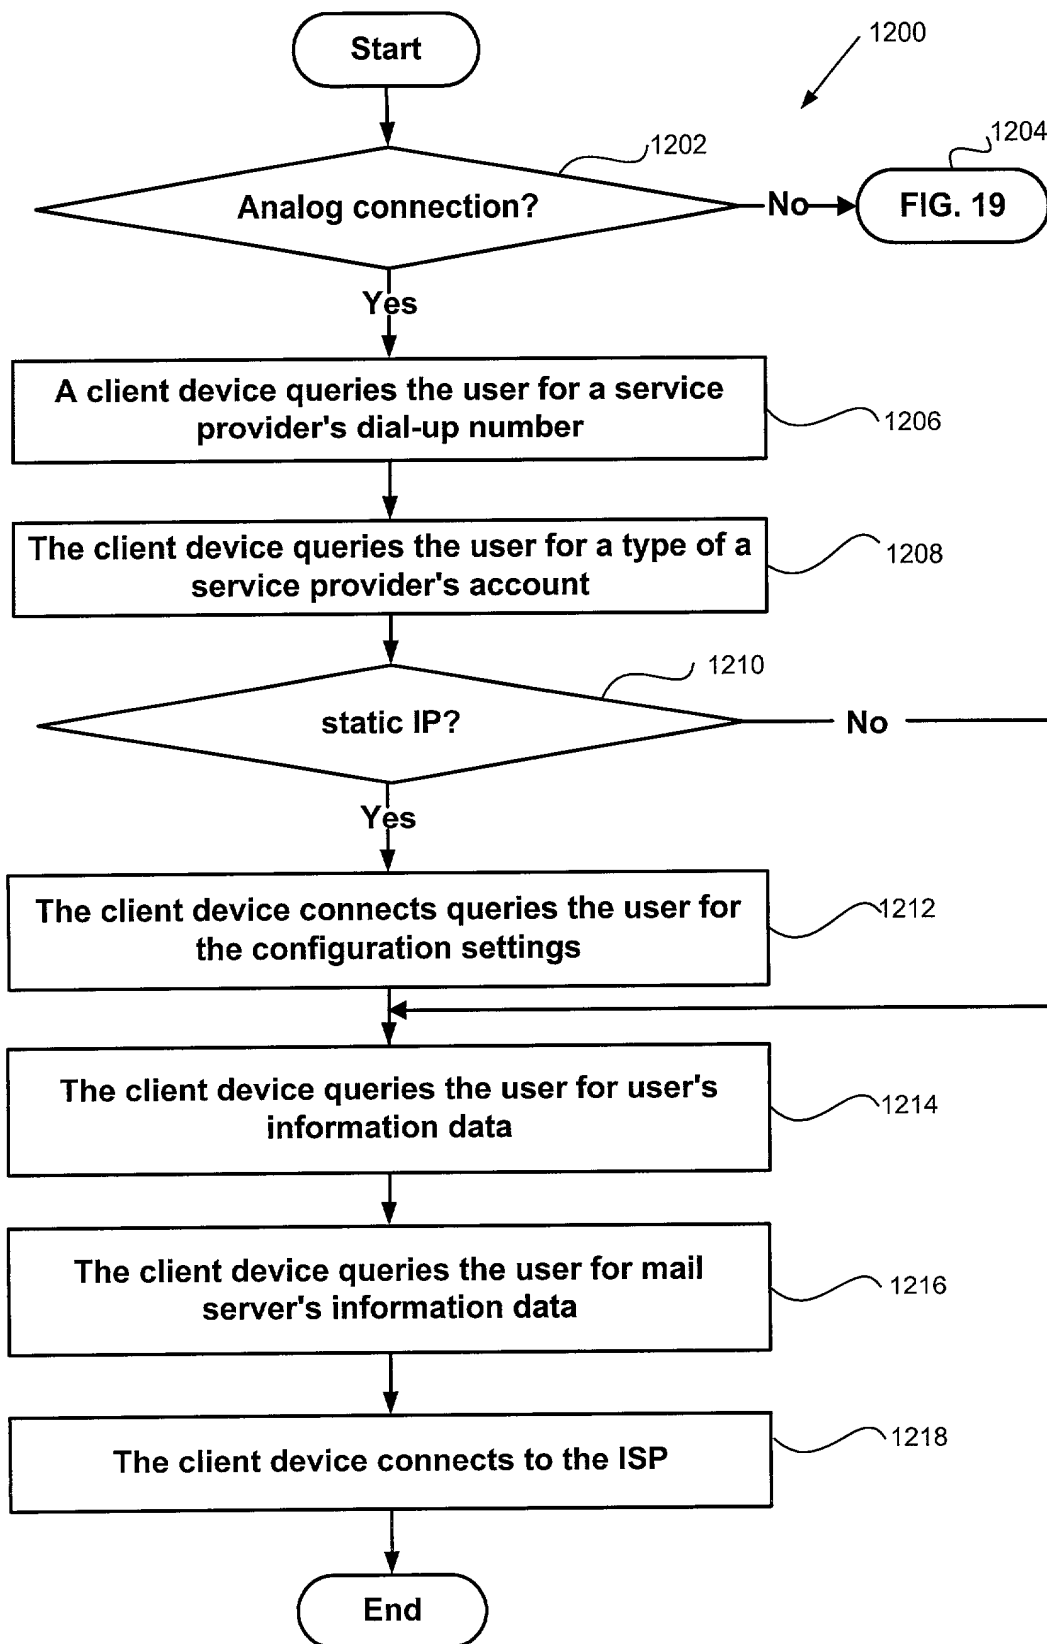 Start
1200
1202
1204
Analog connection?
No
FIG. 19
Yes
A client device queries the user for a service
provider's dial-up number
1206
The client device queries the user for a type of a
service provider's account
1208
1210
static IP?
No
Yes
The client device connects queries the user for
the configuration settings
1212
The client device queries the user for user's
information data
1214
The client device queries the user for mail
server's information data
1216
The client device connects to the ISP
1218
End